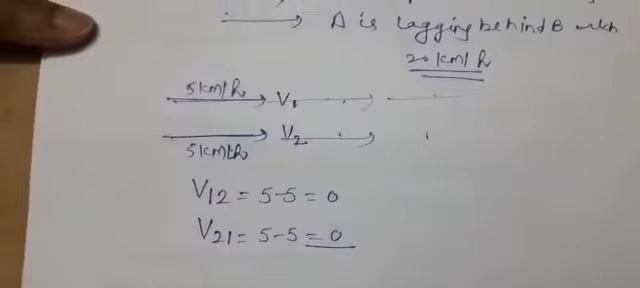 A is lagging behind B with
20 km/h
5km/h V1
V2
5km/h
V12 = 5-5 = 0
V21 = 5-5 = 0